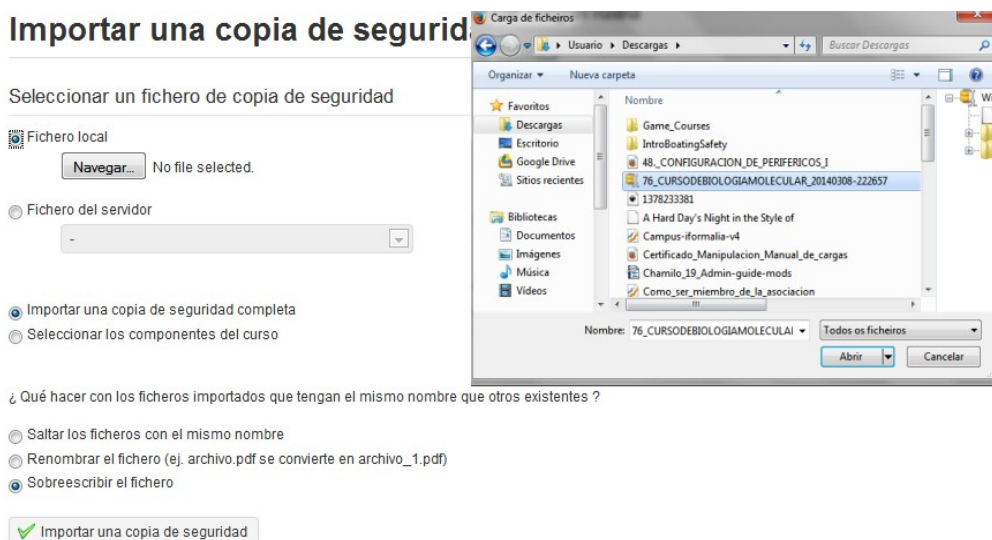 Importar una copia de segurid
Seleccionar un fichero de copia de seguridad
Fichero local
Navegar... No file selected.
Fichero del servidor
-
Importar una copia de seguridad completa
Seleccionar los componentes del curso
¿ Qué hacer con los ficheros importados que tengan el mismo nombre que otros existentes ?
Saltar los ficheros con el mismo nombre
Renombrar el fichero (ej. archivo.pdf se convierte en archivo_1.pdf)
Sobreescribir el fichero
Importar una copia de seguridad
Carga de ficheiros
Usuario Descargas
Buscar Descargas
Organizar Nueva carpeta
Favoritos
Descargas
Escritorio
Google Drive
Sitios recientes
Bibliotecas
Documentos
Imágenes
Música
Vídeos
Nombre
Game_Courses
IntroBoatingSafety
48._CONFIGURACION_DE_PERIFERICOS_I
76_CURSODEBIOLOGIAMOLECULAR_20140308-222657
1378233381
A Hard Day's Night in the Style of
Campus-iformalia-v4
Certificado_Manipulacion_Manual_de_cargas
Chamilo_19_Admin-guide-mods
Como_ser_miembro_de_la_asociacion
Wi
Nombre: 76_CURSODEBIOLOGIAMOLECULAI Todos os ficheiros
Abrir Cancelar